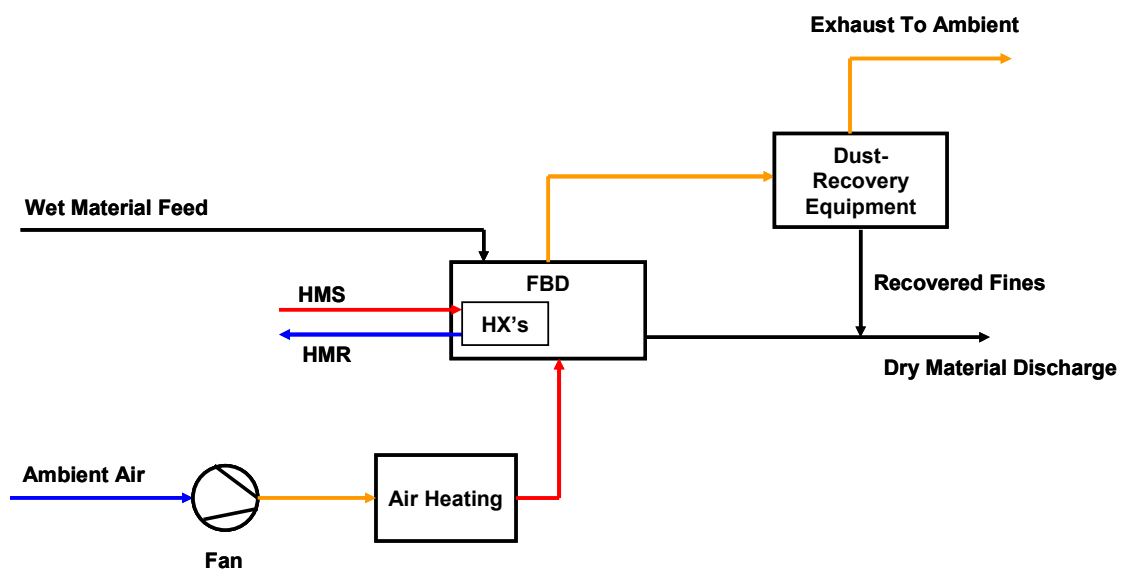 Exhaust To Ambient
Dust-
Recovery
Equipment
Wet Material Feed
FBD
Recovered Fines
HMS
HX's
HMR
Dry Material Discharge
Ambient Air
Air Heating
Fan